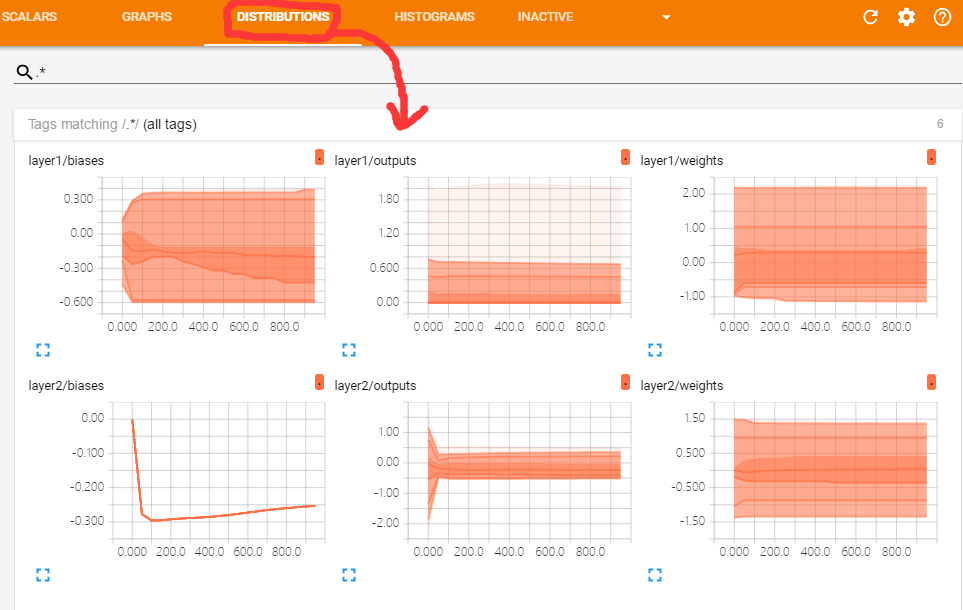 SCALARS GRAPHS DISTRIBUTIONS HISTOGRAMS INACTIVE
.*
Tags matching /.*/ (all tags) 6
layer1/biases layer1/outputs layer1/weights
0.300 1.80 2.00
0.00 1.20 1.00
-0.300 0.600 0.00
-0.600 0.00 -1.00
0.000 200.0 400.0 600.0 800.0 0.000 200.0 400.0 600.0 800.0 0.000 200.0 400.0 600.0 800.0
layer2/biases layer2/outputs layer2/weights
0.00 1.00 1.50
-0.100 0.00 0.500
-0.200 -1.00 -0.500
-0.300 -2.00 -1.50
0.000 200.0 400.0 600.0 800.0 0.000 200.0 400.0 600.0 800.0 0.000 200.0 400.0 600.0 800.0